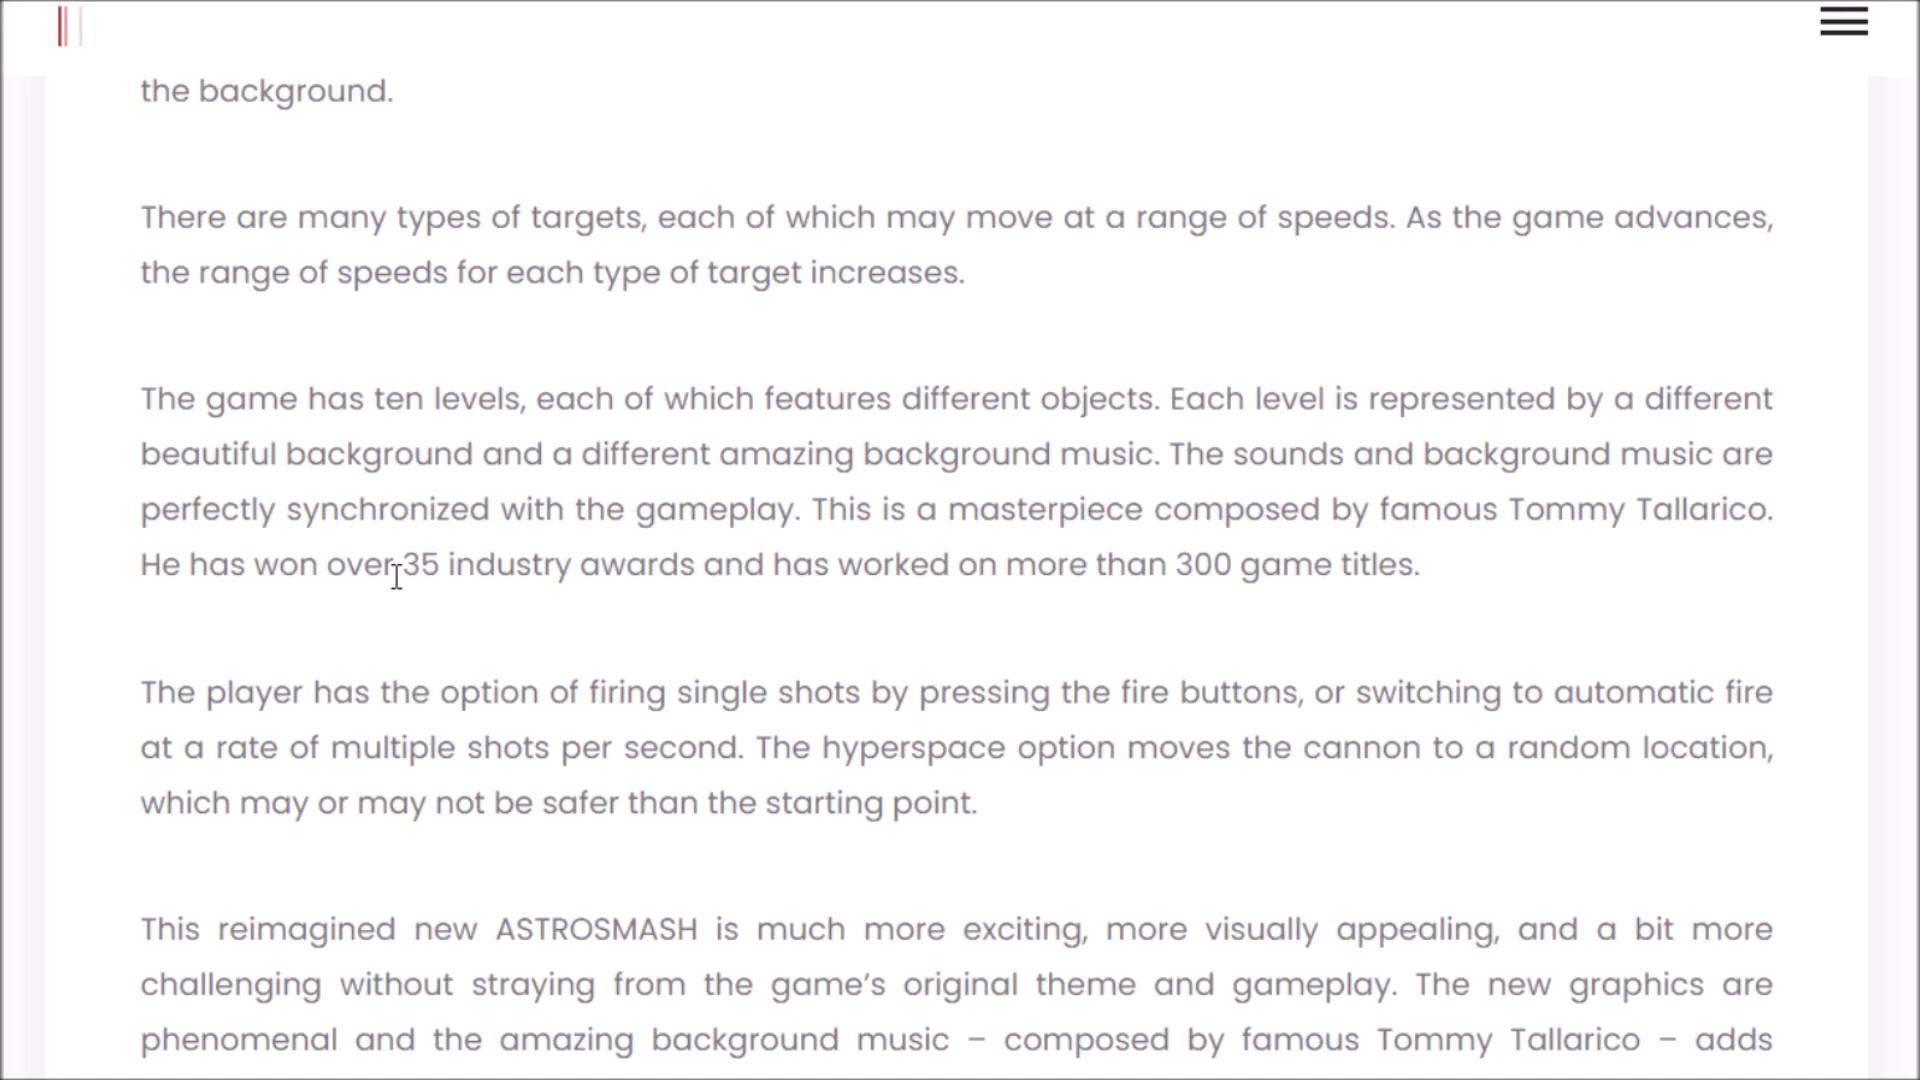 the background.
There are many types of targets, each of which may move at a range of speeds. As the game advances,
the range of speeds for each type of target increases.
The game has ten levels, each of which features different objects. Each level is represented by a different
beautiful background and a different amazing background music. The sounds and background music are
perfectly synchronized with the gameplay. This is a masterpiece composed by famous Tommy Tallarico.
He has won over 35 industry awards and has worked on more than 300 game titles.
The player has the option of firing single shots by pressing the fire buttons, or switching to automatic fire
at a rate of multiple shots per second. The hyperspace option moves the cannon to a random location,
which may or may not be safer than the starting point.
This reimagined new ASTROSMASH is much more exciting, more visually appealing, and a bit more
challenging without straying from the game’s original theme and gameplay. The new graphics are
phenomenal and the amazing background music – composed by famous Tommy Tallarico – adds